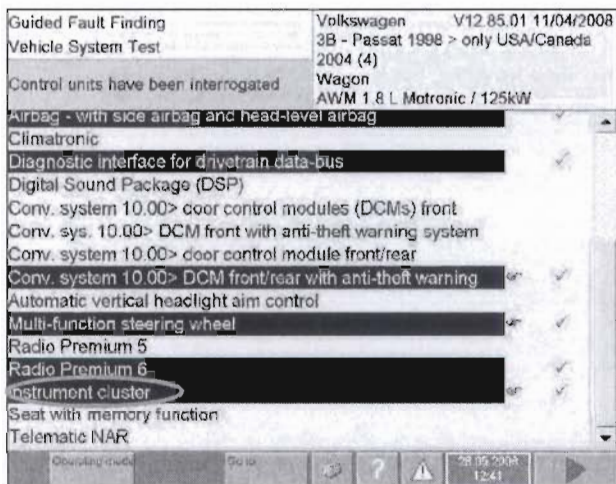 Guided Fault Finding
Vehicle System Test
Control units have been interrogated
Volkswagen V12.85.01 11/04/2008
3B - Passat 1998 > only USA/Canada
2004 (4)
Wagon
AWM 1.8 L Motronic / 125kW
Airbag - with side airbag and head-level airbag
Climatronic
Diagnostic interface for drivetrain data-bus
Digital Sound Package (DSP)
Conv. system 10.00> door control modules (DCMs) front
Conv. sys. 10.00> DCM front with anti-theft warning system
Conv. system 10.00> door control module front/rear
Conv. system 10.00> DCM front/rear with anti-theft warning
Automatic vertical headlight aim control
Multi-function steering wheel
Radio Premium 5
Radio Premium 6
Instrument cluster
Seat with memory function
Telematic NAR
Operating mode Go to ? 28.05.2008
12:41